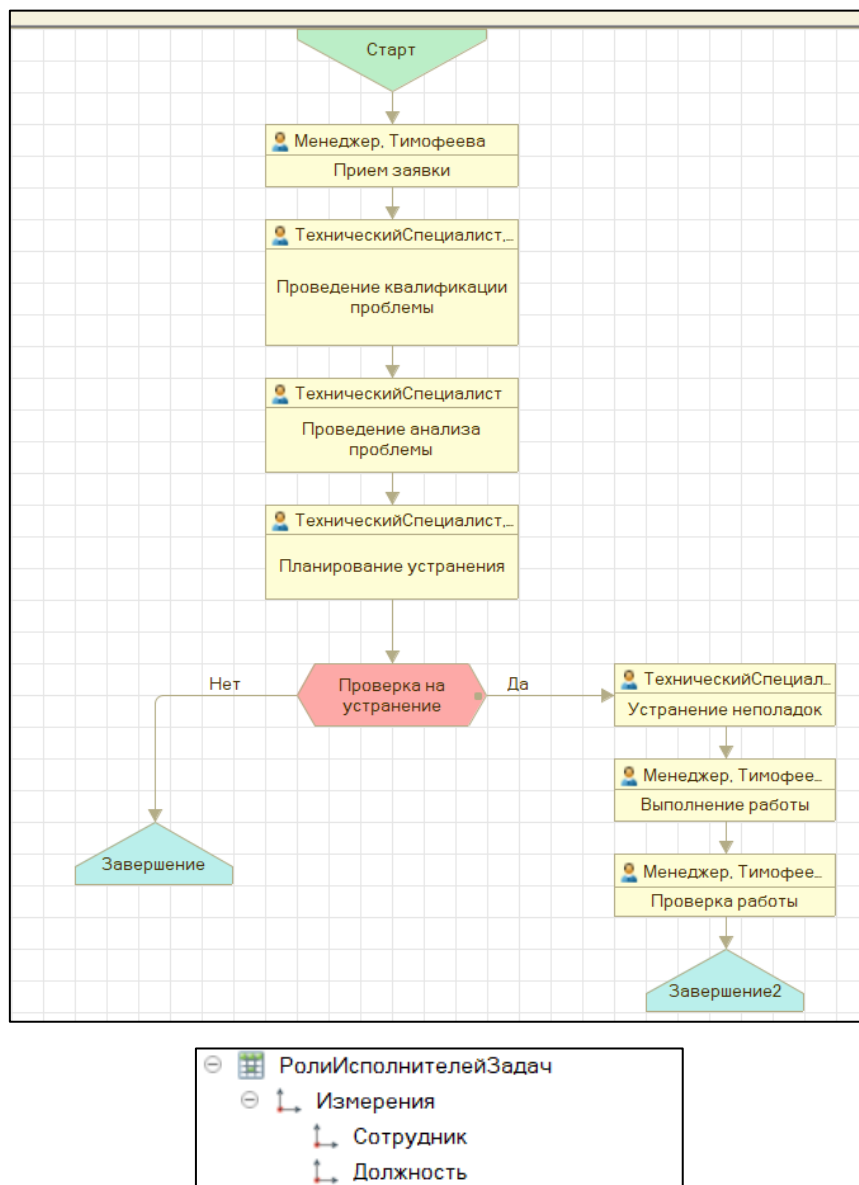 Старт
Менеджер, Тимофеева
Прием заявки
ТехническийСпециалист,...
Проведение квалификации
проблемы
ТехническийСпециалист
Проведение анализа
проблемы
ТехническийСпециалист,...
Планирование устранения
Нет
Проверка на
устранение
Да
ТехническийСпециал...
Устранение неполадок
Менеджер, Тимофее...
Выполнение работы
Менеджер, Тимофее...
Проверка работы
Завершение
Завершение2
РолиИсполнителейЗадач
Измерения
Сотрудник
Должность